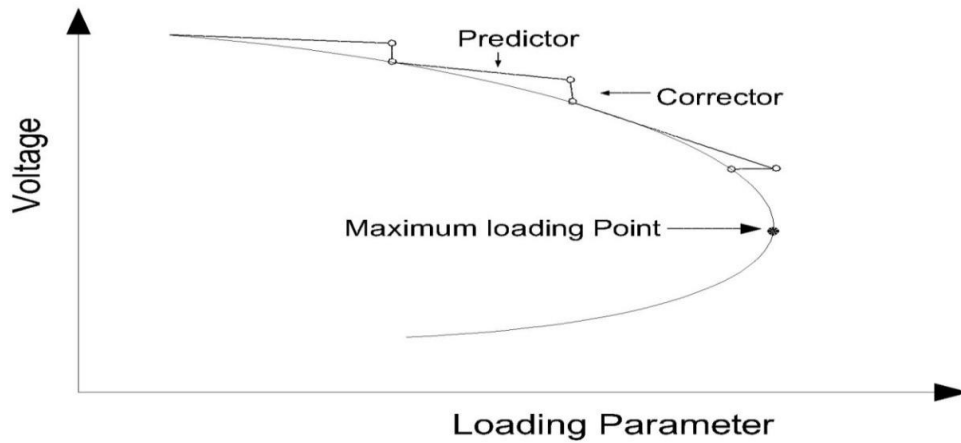 Predictor
Corrector
Voltage
Maximum loading Point
Loading Parameter